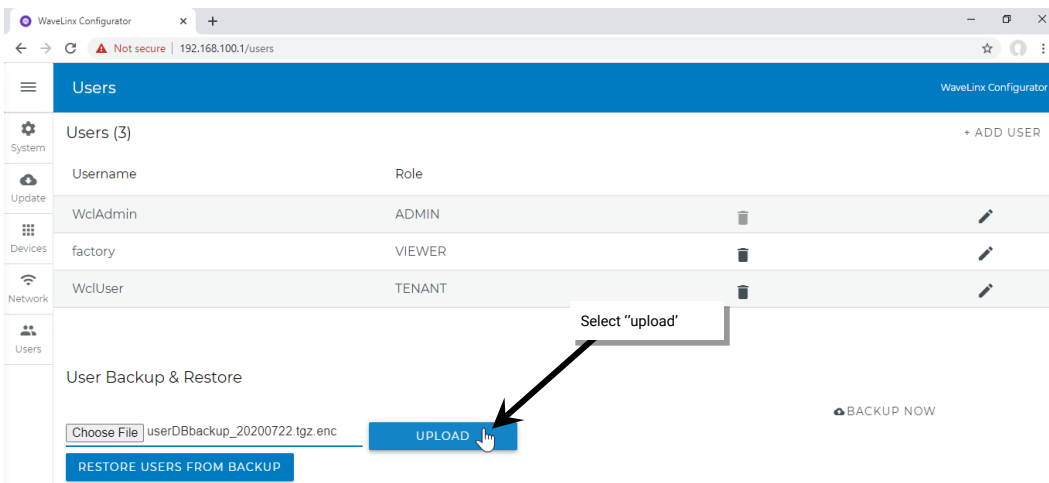 WaveLinx Configurator
Not secure | 192.168.100.1/users
Users WaveLinx Configurator
System
Users (3) + ADD USER
Username Role
Update
WclAdmin ADMIN
Devices
factory VIEWER
WclUser TENANT
Network
Select “upload’
Users
User Backup & Restore
BACKUP NOW
Choose File userDBbackup_20200722.tgz.enc UPLOAD
RESTORE USERS FROM BACKUP